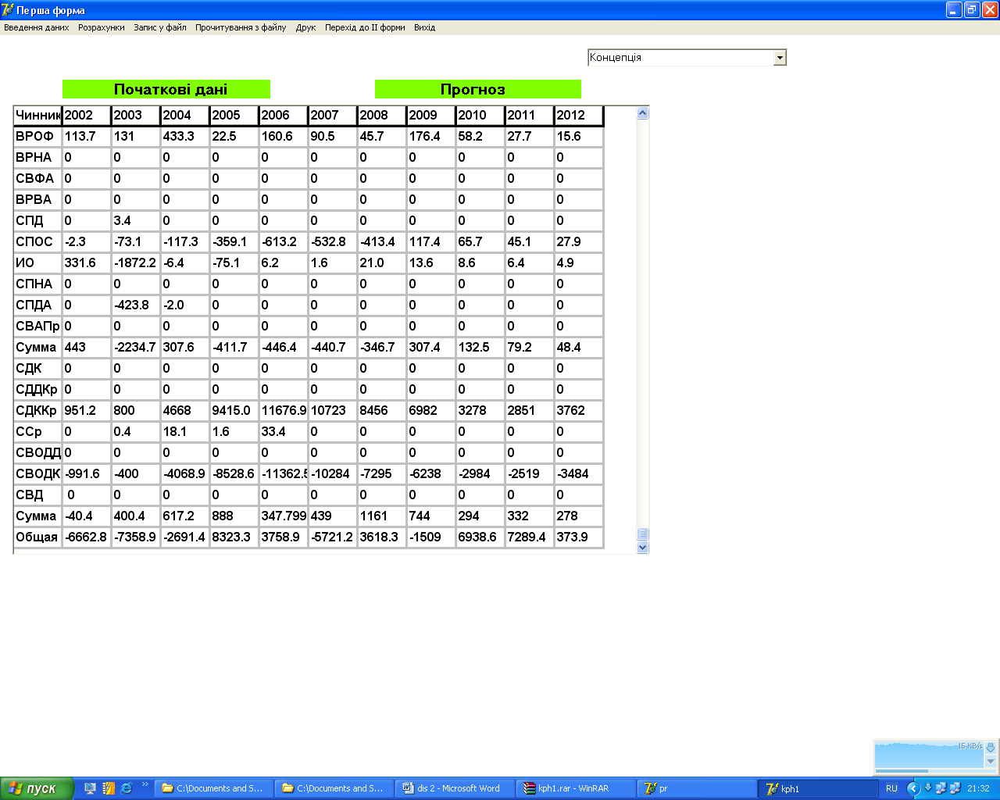 Перша форма
Введення даних Розрахунки Запис у файл Прочитування з файлу Друк Перехід до II форми Вихід
Концепція
Початкові дані Прогноз
Чинник 2002 2003 2004 2005 2006 2007 2008 2009 2010 2011 2012
ВРОФ 113.7 131 433.3 22.5 160.6 90.5 45.7 176.4 58.2 27.7 15.6
ВРНА 0 0 0 0 0 0 0 0 0 0 0
СВФА 0 0 0 0 0 0 0 0 0 0 0
ВРВА 0 0 0 0 0 0 0 0 0 0 0
СПД 0 3.4 0 0 0 0 0 0 0 0 0
СПОС -2.3 -73.1 -117.3 -359.1 -613.2 -532.8 -413.4 117.4 65.7 45.1 27.9
ИО 331.6 -1872.2 -6.4 -75.1 6.2 1.6 21.0 13.6 8.6 6.4 4.9
СПНА 0 0 0 0 0 0 0 0 0 0 0
СПДА 0 -423.8 -2.0 0 0 0 0 0 0 0 0
СВАПр 0 0 0 0 0 0 0 0 0 0 0
Сумма 443 -2234.7 307.6 -411.7 -446.4 -440.7 -346.7 307.4 132.5 79.2 48.4
СДК 0 0 0 0 0 0 0 0 0 0 0
СДДКр 0 0 0 0 0 0 0 0 0 0 0
СДККр 951.2 800 4668 9415.0 11676.9 10723 8456 6982 3278 2851 3762
ССр 0 0.4 18.1 1.6 33.4 0 0 0 0 0 0
СВОДД 0 0 0 0 0 0 0 0 0 0 0
СВОДК -991.6 -400 -4068.9 -8528.6 -11362.5 -10284 -7295 -6238 -2984 -2519 -3484
СВД 0 0 0 0 0 0 0 0 0 0 0
Сумма -40.4 400.4 617.2 888 347.799 439 1161 744 294 332 278
Общая -6662.8 -7358.9 -2691.4 8323.3 3758.9 -5721.2 3618.3 -1509 6938.6 7289.4 373.9
15 KB/s
пуск C:\Documents and S... C:\Documents and S... dis 2 - Microsoft Word kph1.rar - WinRAR pr kph1 RU 21:32